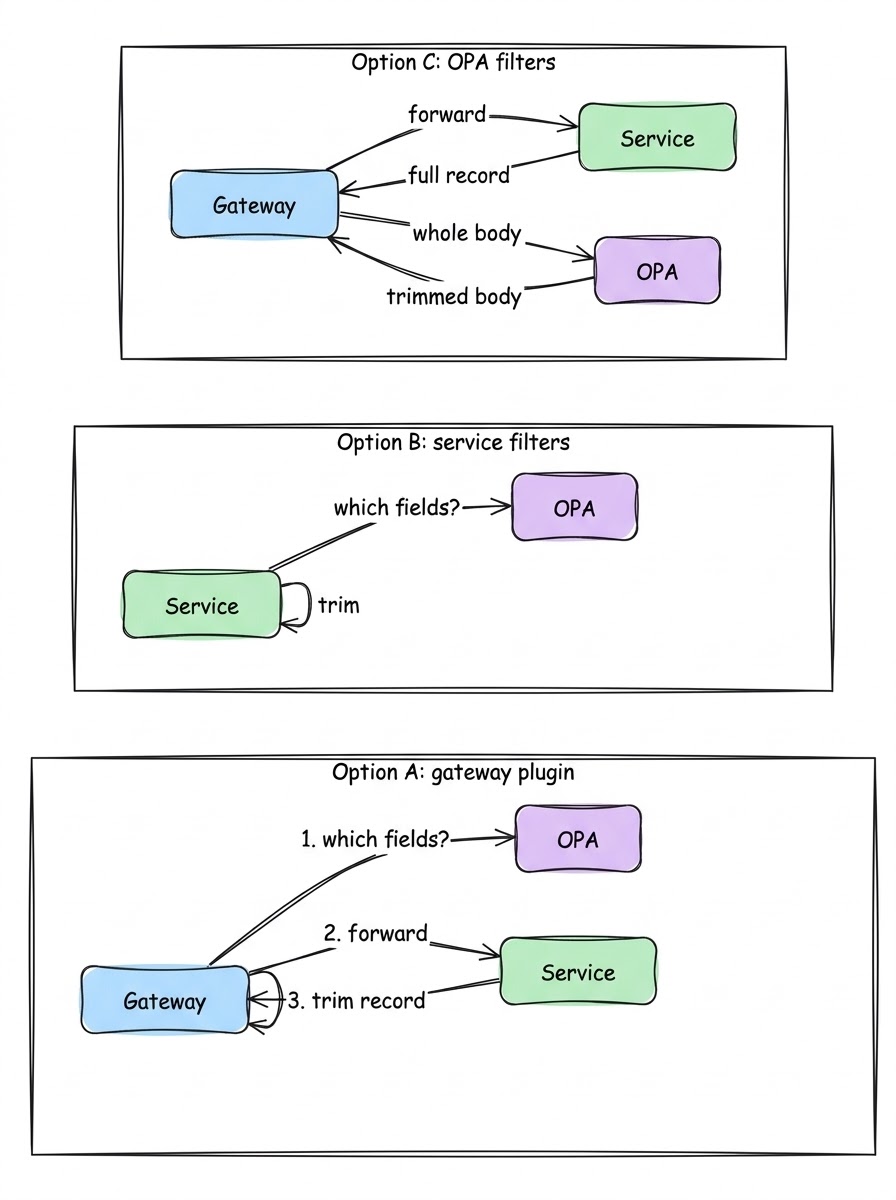 Option C: OPA filters
forward
Service
full record
Gateway
whole body
OPA
trimmed body
Option B: service filters
which fields?
OPA
Service
trim
Option A: gateway plugin
1. which fields?
OPA
2. forward
Service
Gateway
3. trim record